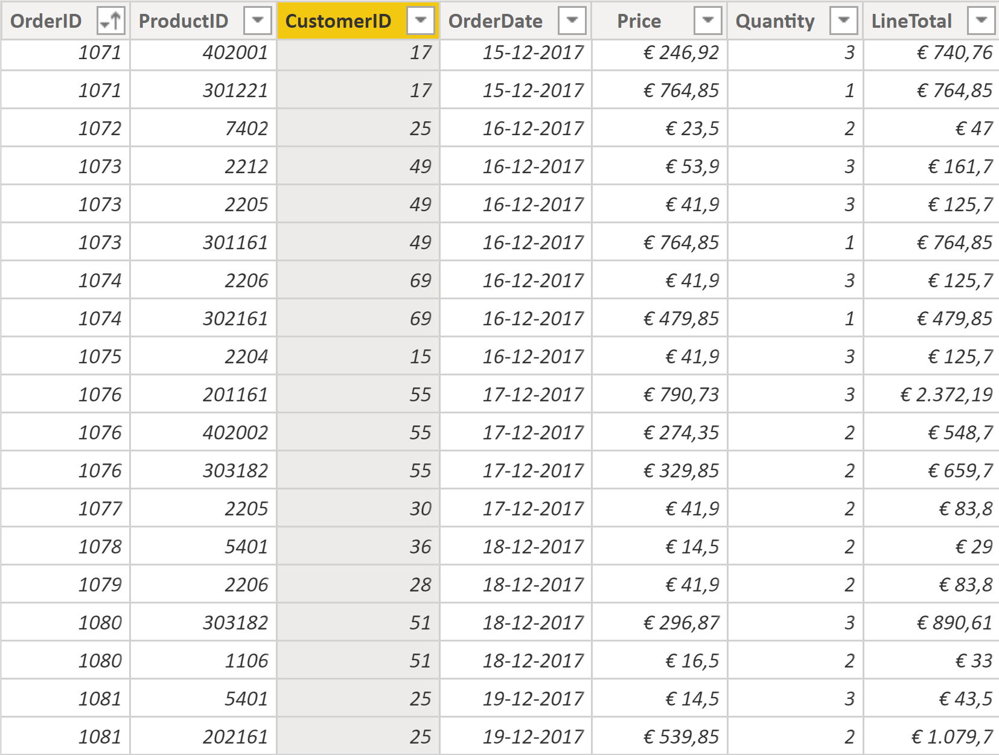 OrderID ProductID CustomerID OrderDate Price Quantity LineTotal
1071 402001 17 15-12-2017 € 246,92 3 € 740,76
1071 301221 17 15-12-2017 € 764,85 1 € 764,85
1072 7402 25 16-12-2017 € 23,5 2 € 47
1073 2212 49 16-12-2017 € 53,9 3 € 161,7
1073 2205 49 16-12-2017 € 41,9 3 € 125,7
1073 301161 49 16-12-2017 € 764,85 1 € 764,85
1074 2206 69 16-12-2017 € 41,9 3 € 125,7
1074 302161 69 16-12-2017 € 479,85 1 € 479,85
1075 2204 15 16-12-2017 € 41,9 3 € 125,7
1076 201161 55 17-12-2017 € 790,73 3 € 2.372,19
1076 402002 55 17-12-2017 € 274,35 2 € 548,7
1076 303182 55 17-12-2017 € 329,85 2 € 659,7
1077 2205 30 17-12-2017 € 41,9 2 € 83,8
1078 5401 36 18-12-2017 € 14,5 2 € 29
1079 2206 28 18-12-2017 € 41,9 2 € 83,8
1080 303182 51 18-12-2017 € 296,87 3 € 890,61
1080 1106 51 18-12-2017 € 16,5 2 € 33
1081 5401 25 19-12-2017 € 14,5 3 € 43,5
1081 202161 25 19-12-2017 € 539,85 2 € 1.079,7